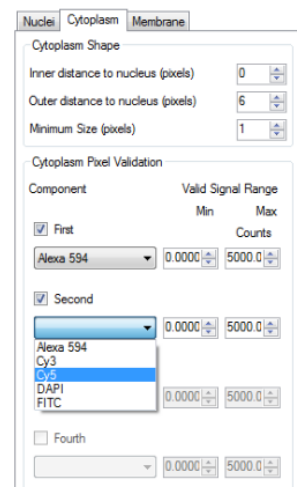 Nuclei Cytoplasm Membrane
Cytoplasm Shape
Inner distance to nucleus (pixels) 0
Outer distance to nucleus (pixels) 6
Minimum Size (pixels) 1
Cytoplasm Pixel Validation
Component Valid Signal Range
Min Max
First Counts
Alexa 594 0.0000 5000.0
Second
0.0000 5000.0
Alexa 594
Cy3
Cy5
DAPI
FITC
0.0000 5000.0
Fourth
0.0000 5000.0